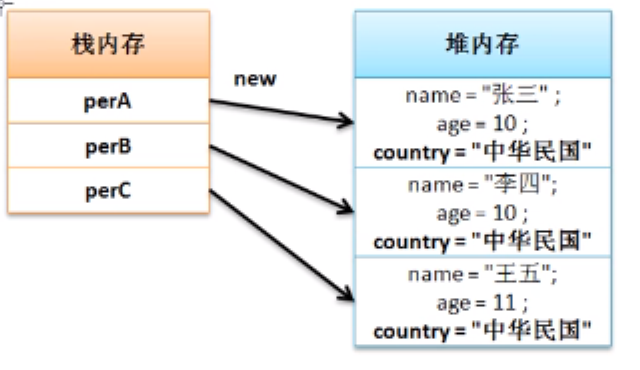 栈内存
perA
perB
perC
new
堆内存
name = "张三" ;
age = 10 ;
country = "中华民国"
name = "李四";
age = 10 ;
country = "中华民国"
name = "王五";
age = 11 ;
country = "中华民国"